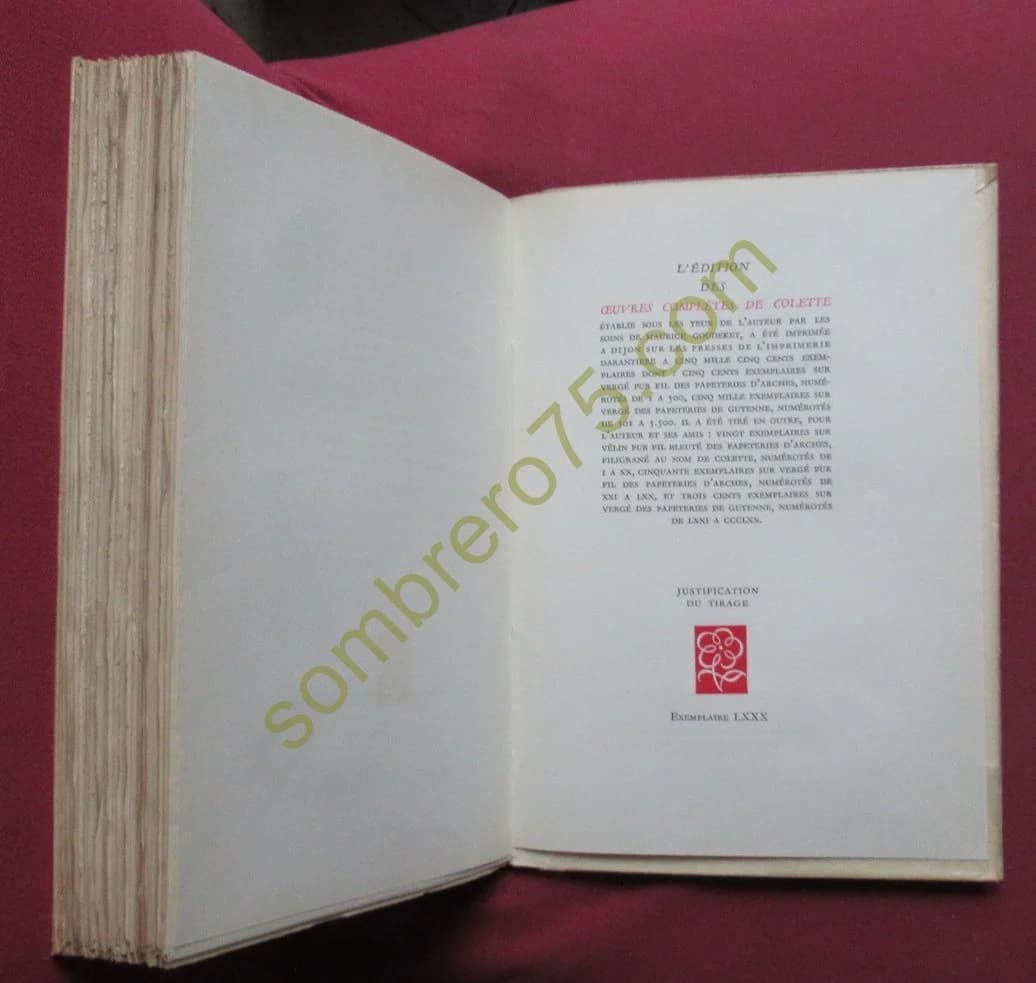 L'ÉDITION
DES
ŒUVRES COMPLÈTES DE COLETTE
ÉTABLIE SOUS LES YEUX DE L'AUTEUR PAR LES
SOINS DE MAURICE GOUDEKET, A ÉTÉ IMPRIMÉE
A DIJON SUR LES PRESSES DE L'IMPRIMERIE
DARANTIERE A CINQ MILLE CINQ CENTS EXEM-
PLAIRES DONT : CINQ CENTS EXEMPLAIRES SUR
VERGÉ PUR FIL DES PAPETERIES D'ARCHES, NUMÉ-
ROTÉS DE 1 A 500, CINQ MILLE EXEMPLAIRES SUR
VERGÉ DES PAPETERIES DE GUYENNE, NUMÉROTÉS
DE 501 A 5.500. IL A ÉTÉ TIRÉ EN OUTRE, POUR
L'AUTEUR ET SES AMIS : VINGT EXEMPLAIRES SUR
VÉLIN PUR FIL BLEUTÉ DES PAPETERIES D'ARCHES,
FILIGRANÉ AU NOM DE COLETTE, NUMÉROTÉS DE
I A XX, CINQUANTE EXEMPLAIRES SUR VERGÉ PUR
FIL DES PAPETERIES D'ARCHES, NUMÉROTÉS DE
XXI A LXX, ET TROIS CENTS EXEMPLAIRES SUR
VERGÉ DES PAPETERIES DE GUYENNE, NUMÉROTÉS
DE LXXI A CCCLXX.
JUSTIFICATION
DU TIRAGE
EXEMPLAIRE LXXX
sombrero75.com